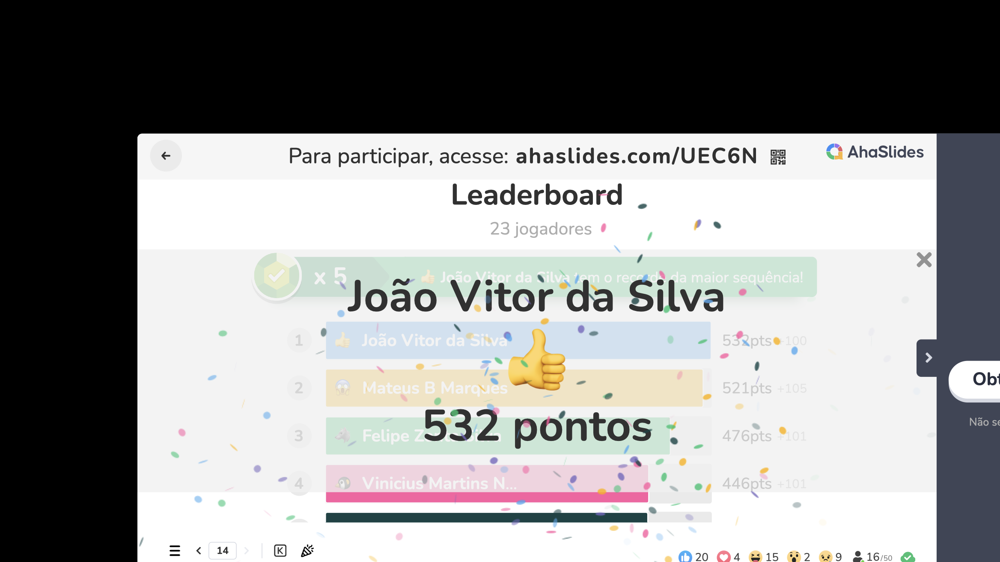 Para participar, acesse: ahaslides.com/UEC6N
AhaSlides
Leaderboard
23 jogadores
x 5
João Vitor da Silva tem o recorde da maior sequência!
João Vitor da Silva
1 João Vitor da Silva 532pts +100
2 Mateus B Marques 521pts +105
532 pontos
3 Felipe 476pts +101
4 Vinicius Martins N... 446pts +101
Não se
14
K
20 4 15 2 9 16/50